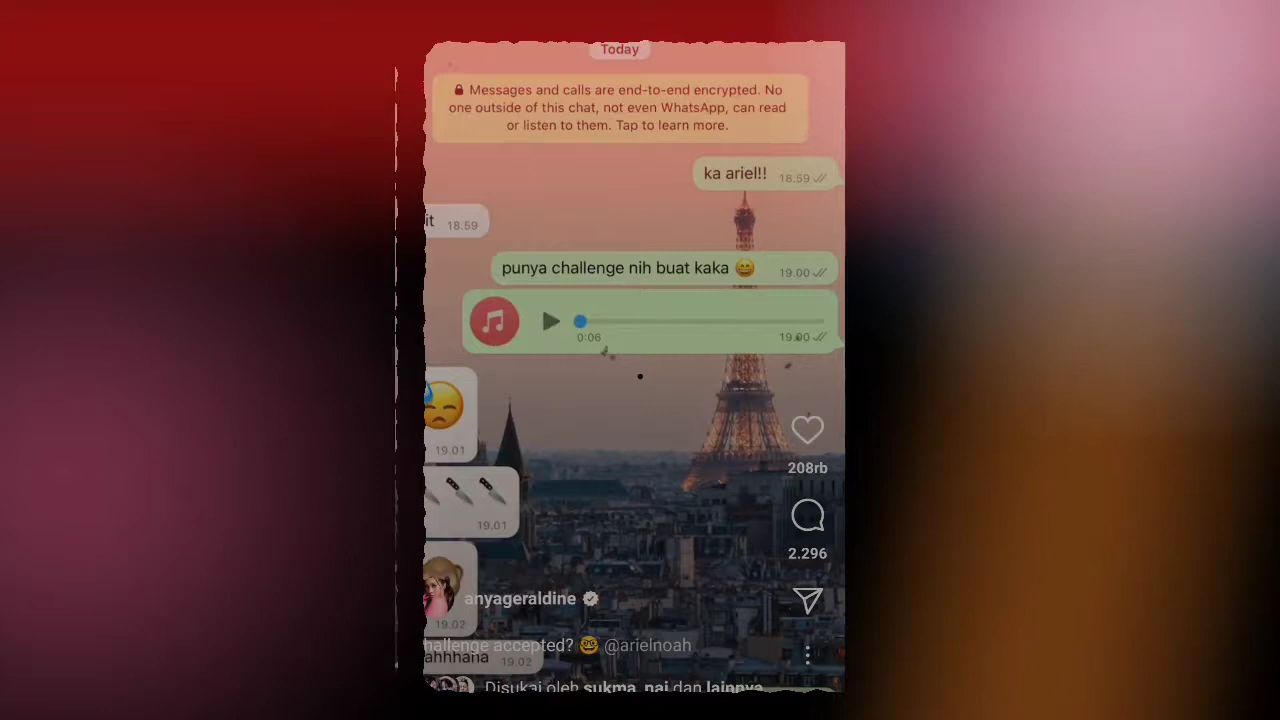 Today
Messages and calls are end-to-end encrypted. No
one outside of this chat, not even WhatsApp, can read
or listen to them. Tap to learn more.
ka ariel!! 18.59
it 18.59
punya challenge nih buat kaka 😄 19.00
0:06 19.00
19.01
19.01
208rb
2.296
anyageraldine
19.02
hallenge accepted? 🤓 @arielnoah
ahhhana 19.02
Disukai oleh sukma, nai dan lainnya